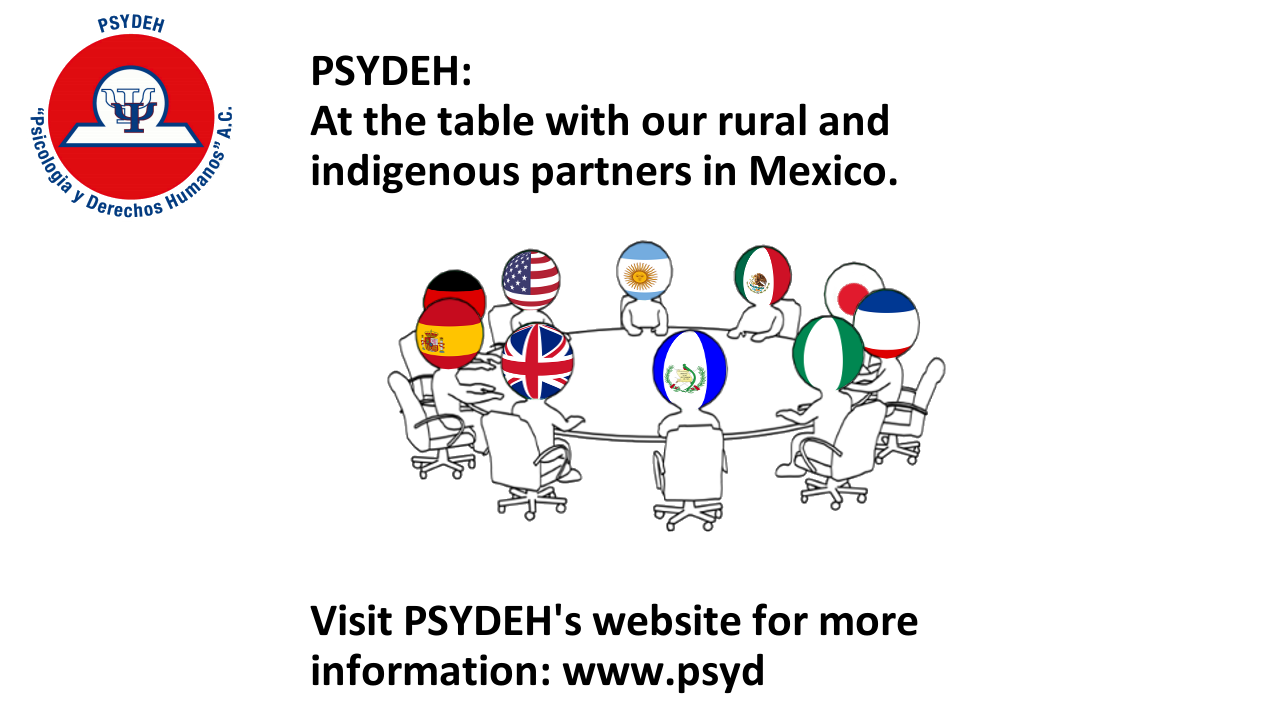 PSYDEH
"Psicología y Derechos Humanos" A.C.
PSYDEH:
At the table with our rural and
indigenous partners in Mexico.
Visit PSYDEH's website for more
information: www.psyd